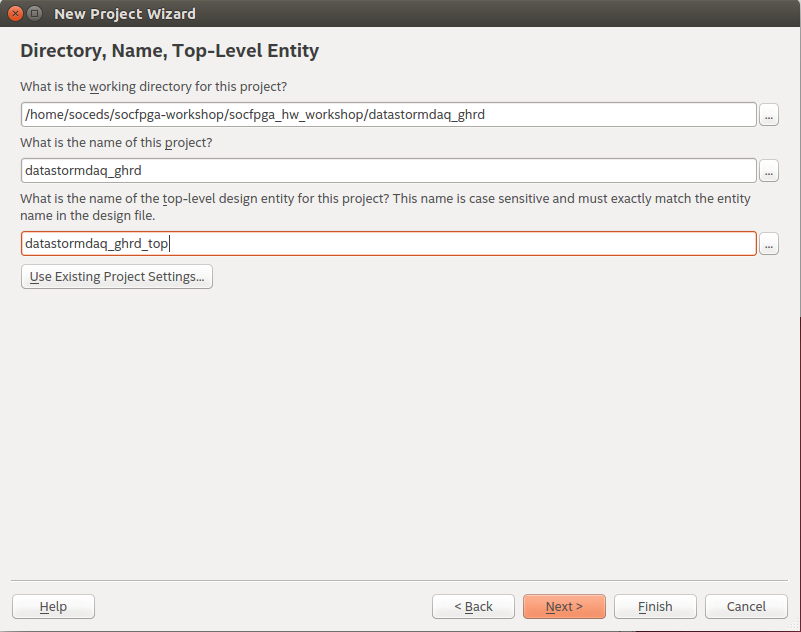 New Project Wizard
Directory, Name, Top-Level Entity
What is the working directory for this project?
/home/soceds/socfpga-workshop/socfpga_hw_workshop/datastormdaq_ghrd
...
What is the name of this project?
datastormdaq_ghrd
...
What is the name of the top-level design entity for this project? This name is case sensitive and must exactly match the entity
name in the design file.
datastormdaq_ghrd_top
...
Use Existing Project Settings...
Help
< Back
Next >
Finish
Cancel